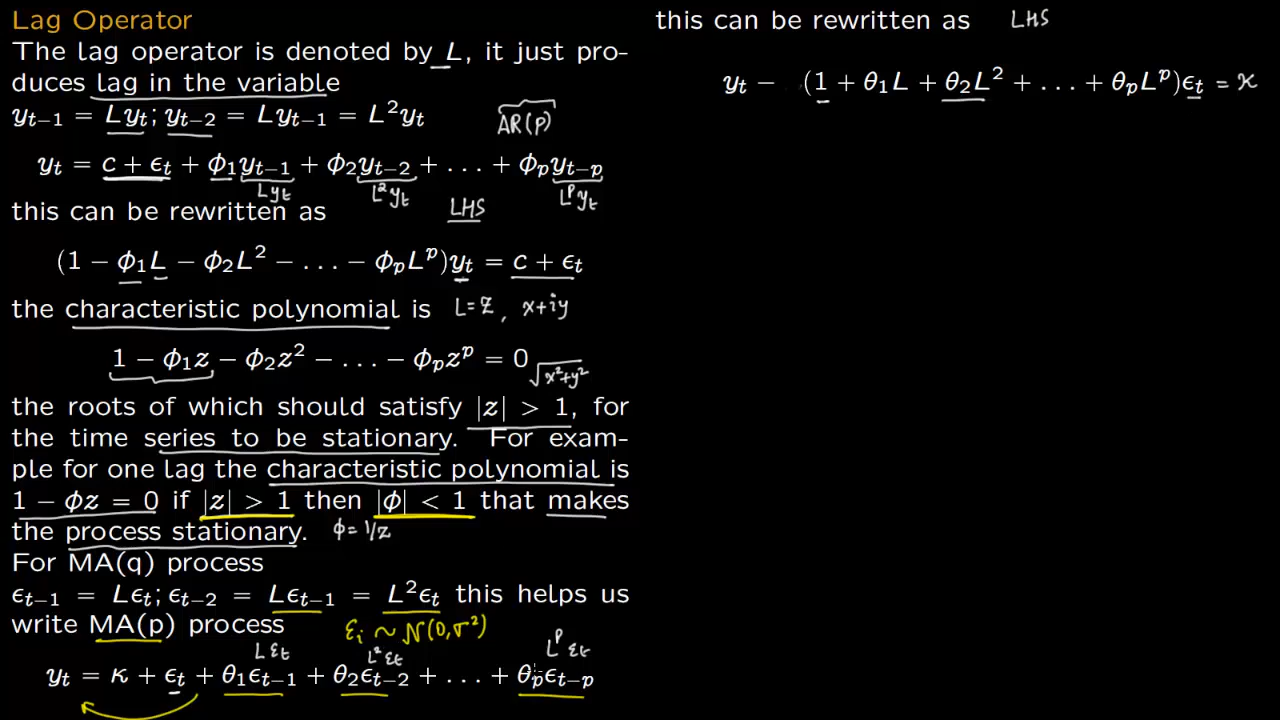 Lag Operator
The lag operator is denoted by L, it just pro-
duces lag in the variable
yₜ₋₁ = Lyₜ; yₜ₋₂ = Lyₜ₋₁ = L²yₜ
AR(p)
yₜ = c + ϵₜ + ϕ₁yₜ₋₁ + ϕ₂yₜ₋₂ + . . . + ϕₚyₜ₋ₚ
Lyₜ L²yₜ Lᵖyₜ
this can be rewritten as LHS
(1 − ϕ₁L − ϕ₂L² − . . . − ϕₚLᵖ)yₜ = c + ϵₜ
the characteristic polynomial is L=Z, x+iy
1 − ϕ₁z − ϕ₂z² − . . . − ϕₚzᵖ = 0
√x²+y²
the roots of which should satisfy |z| > 1, for
the time series to be stationary. For exam-
ple for one lag the characteristic polynomial is
1 − ϕz = 0 if |z| > 1 then |ϕ| < 1 that makes
the process stationary. ϕ = 1/z
For MA(q) process
ϵₜ₋₁ = Lϵₜ; ϵₜ₋₂ = Lϵₜ₋₁ = L²ϵₜ this helps us
write MA(p) process εᵢ ~ N(0,σ²)
Lεₜ L²εₜ Lᵖεₜ
yₜ = κ + ϵₜ + θ₁ϵₜ₋₁ + θ₂ϵₜ₋₂ + . . . + θₚϵₜ₋ₚ
this can be rewritten as LHS
yₜ − (1 + θ₁L + θ₂L² + . . . + θₚLᵖ)ϵₜ = κ